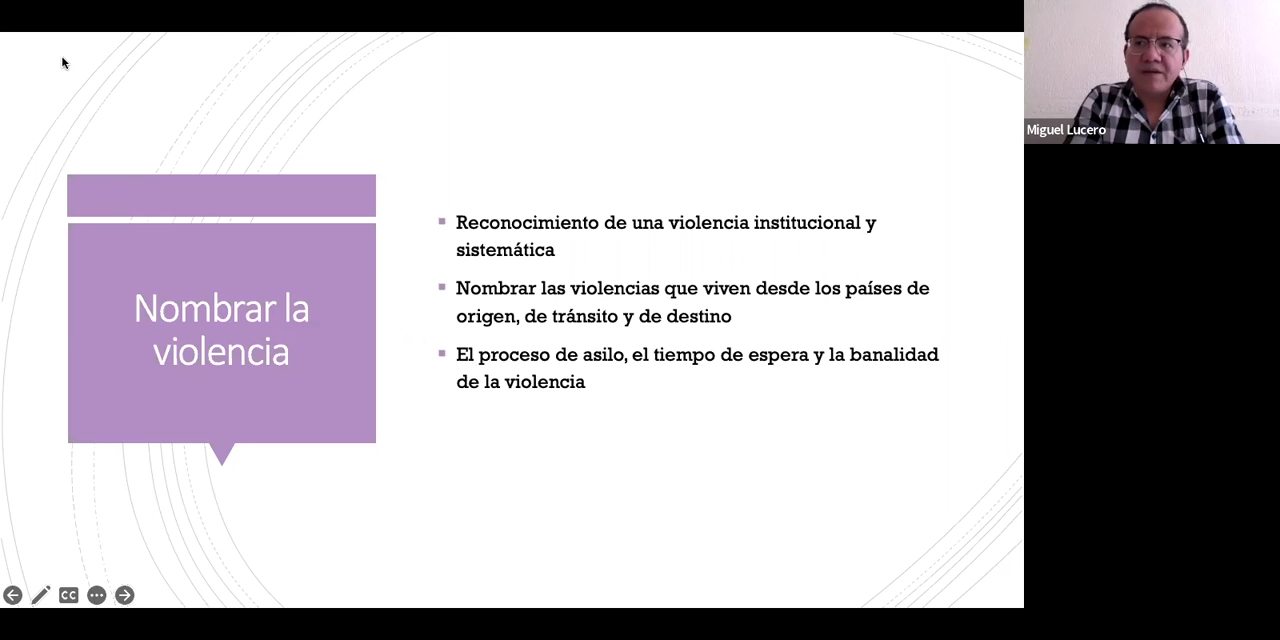 Nombrar la
violencia
Reconocimiento de una violencia institucional y
sistemática
Nombrar las violencias que viven desde los países de
origen, de tránsito y de destino
El proceso de asilo, el tiempo de espera y la banalidad
de la violencia
Miguel Lucero
CC